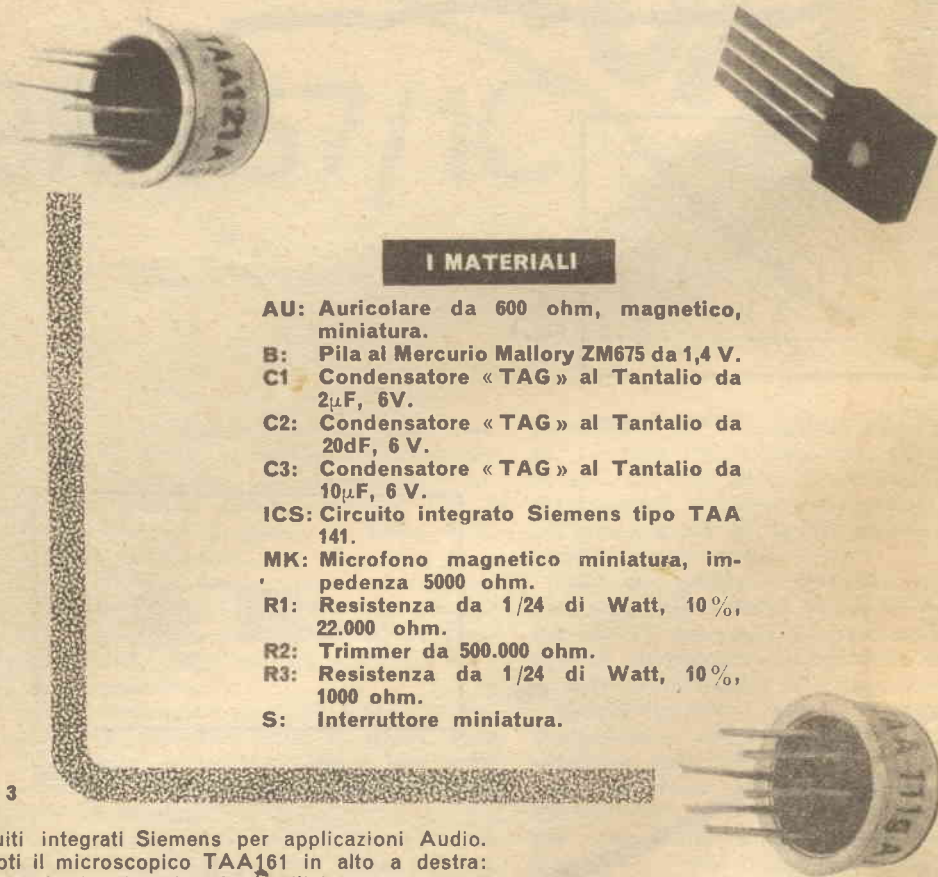 TAA121A
I MATERIALI
AU: Auricolare da 600 ohm, magnetico,
miniatura.
B: Pila al Mercurio Mallory ZM675 da 1,4 V.
C1 Condensatore « TAG » al Tantalio da
2µF, 6V.
C2: Condensatore « TAG » al Tantalio da
20dF, 6 V.
C3: Condensatore « TAG » al Tantalio da
10µF, 6 V.
ICS: Circuito integrato Siemens tipo TAA
141.
MK: Microfono magnetico miniatura, im-
pedenza 5000 ohm.
R1: Resistenza da 1/24 di Watt, 10%,
22.000 ohm.
R2: Trimmer da 500.000 ohm.
R3: Resistenza da 1/24 di Watt, 10%,
1000 ohm.
S: Interruttore miniatura.
3
uiti integrati Siemens per applicazioni Audio.
oti il microscopico TAA161 in alto a destra: